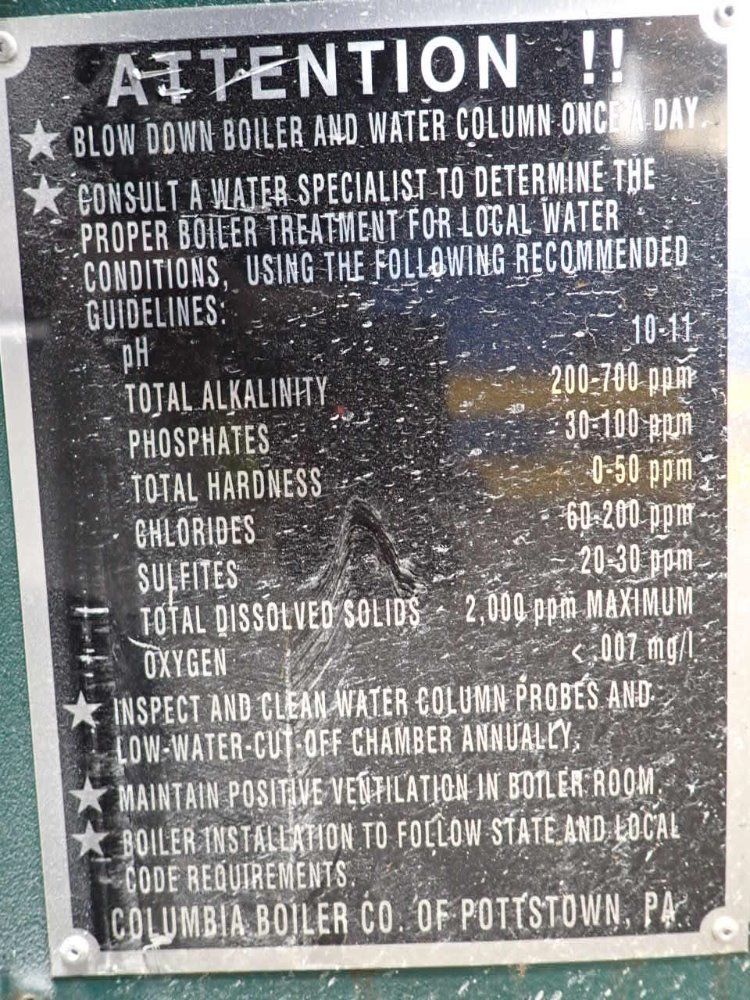 ATTENTION !!
★ BLOW DOWN BOILER AND WATER COLUMN ONCE A DAY.
★ CONSULT A WATER SPECIALIST TO DETERMINE THE
PROPER BOILER TREATMENT FOR LOCAL WATER
CONDITIONS, USING THE FOLLOWING RECOMMENDED
GUIDELINES:
pH 10-11
TOTAL ALKALINITY 200-700 ppm
PHOSPHATES 30-100 ppm
TOTAL HARDNESS 0-50 ppm
CHLORIDES 60-200 ppm
SULFITES 20-30 ppm
TOTAL DISSOLVED SOLIDS 2,000 ppm MAXIMUM
OXYGEN < .007 mg/l
★ INSPECT AND CLEAN WATER COLUMN PROBES AND
LOW-WATER-CUT-OFF CHAMBER ANNUALLY.
★ MAINTAIN POSITIVE VENTILATION IN BOILER ROOM.
★ BOILER INSTALLATION TO FOLLOW STATE AND LOCAL
CODE REQUIREMENTS.
COLUMBIA BOILER CO. OF POTTSTOWN, PA.